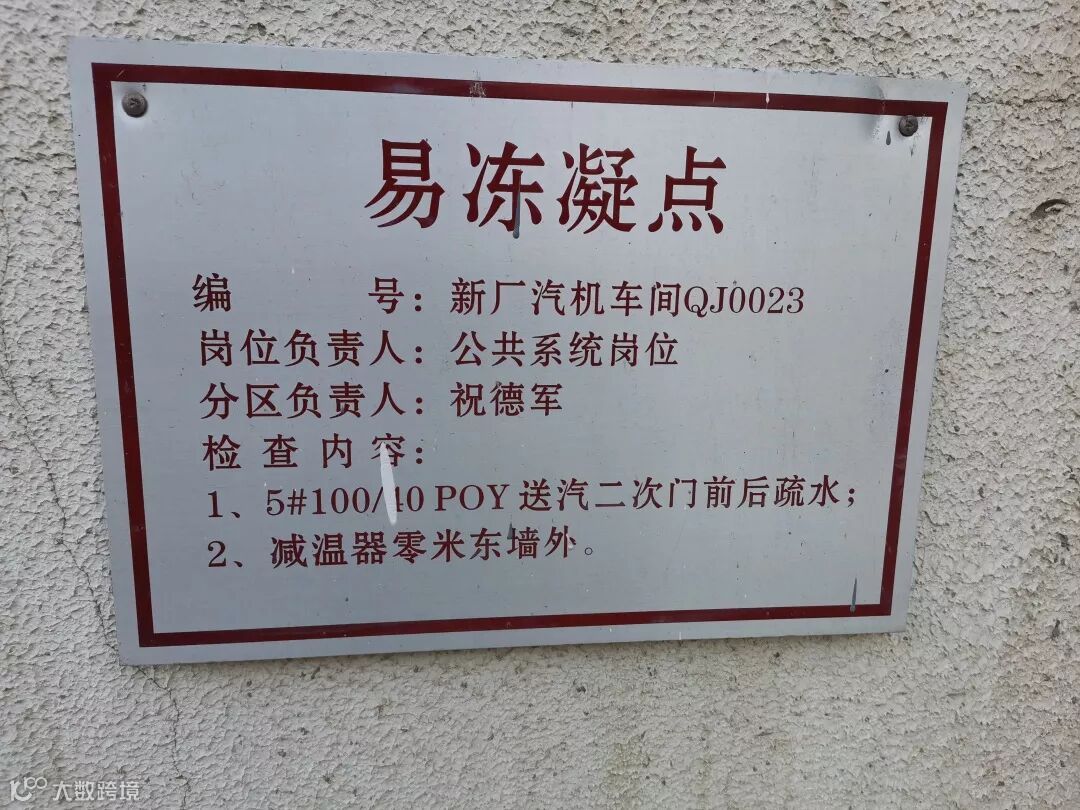 易冻凝点
编 号：新厂汽机车间QJ0023
岗位负责人：公共系统岗位
分区负责人：祝德军
检查内容：
1、5#100/40 POY 送汽二次门前后疏水；
2、减温器零米东墙外。
大数跨境